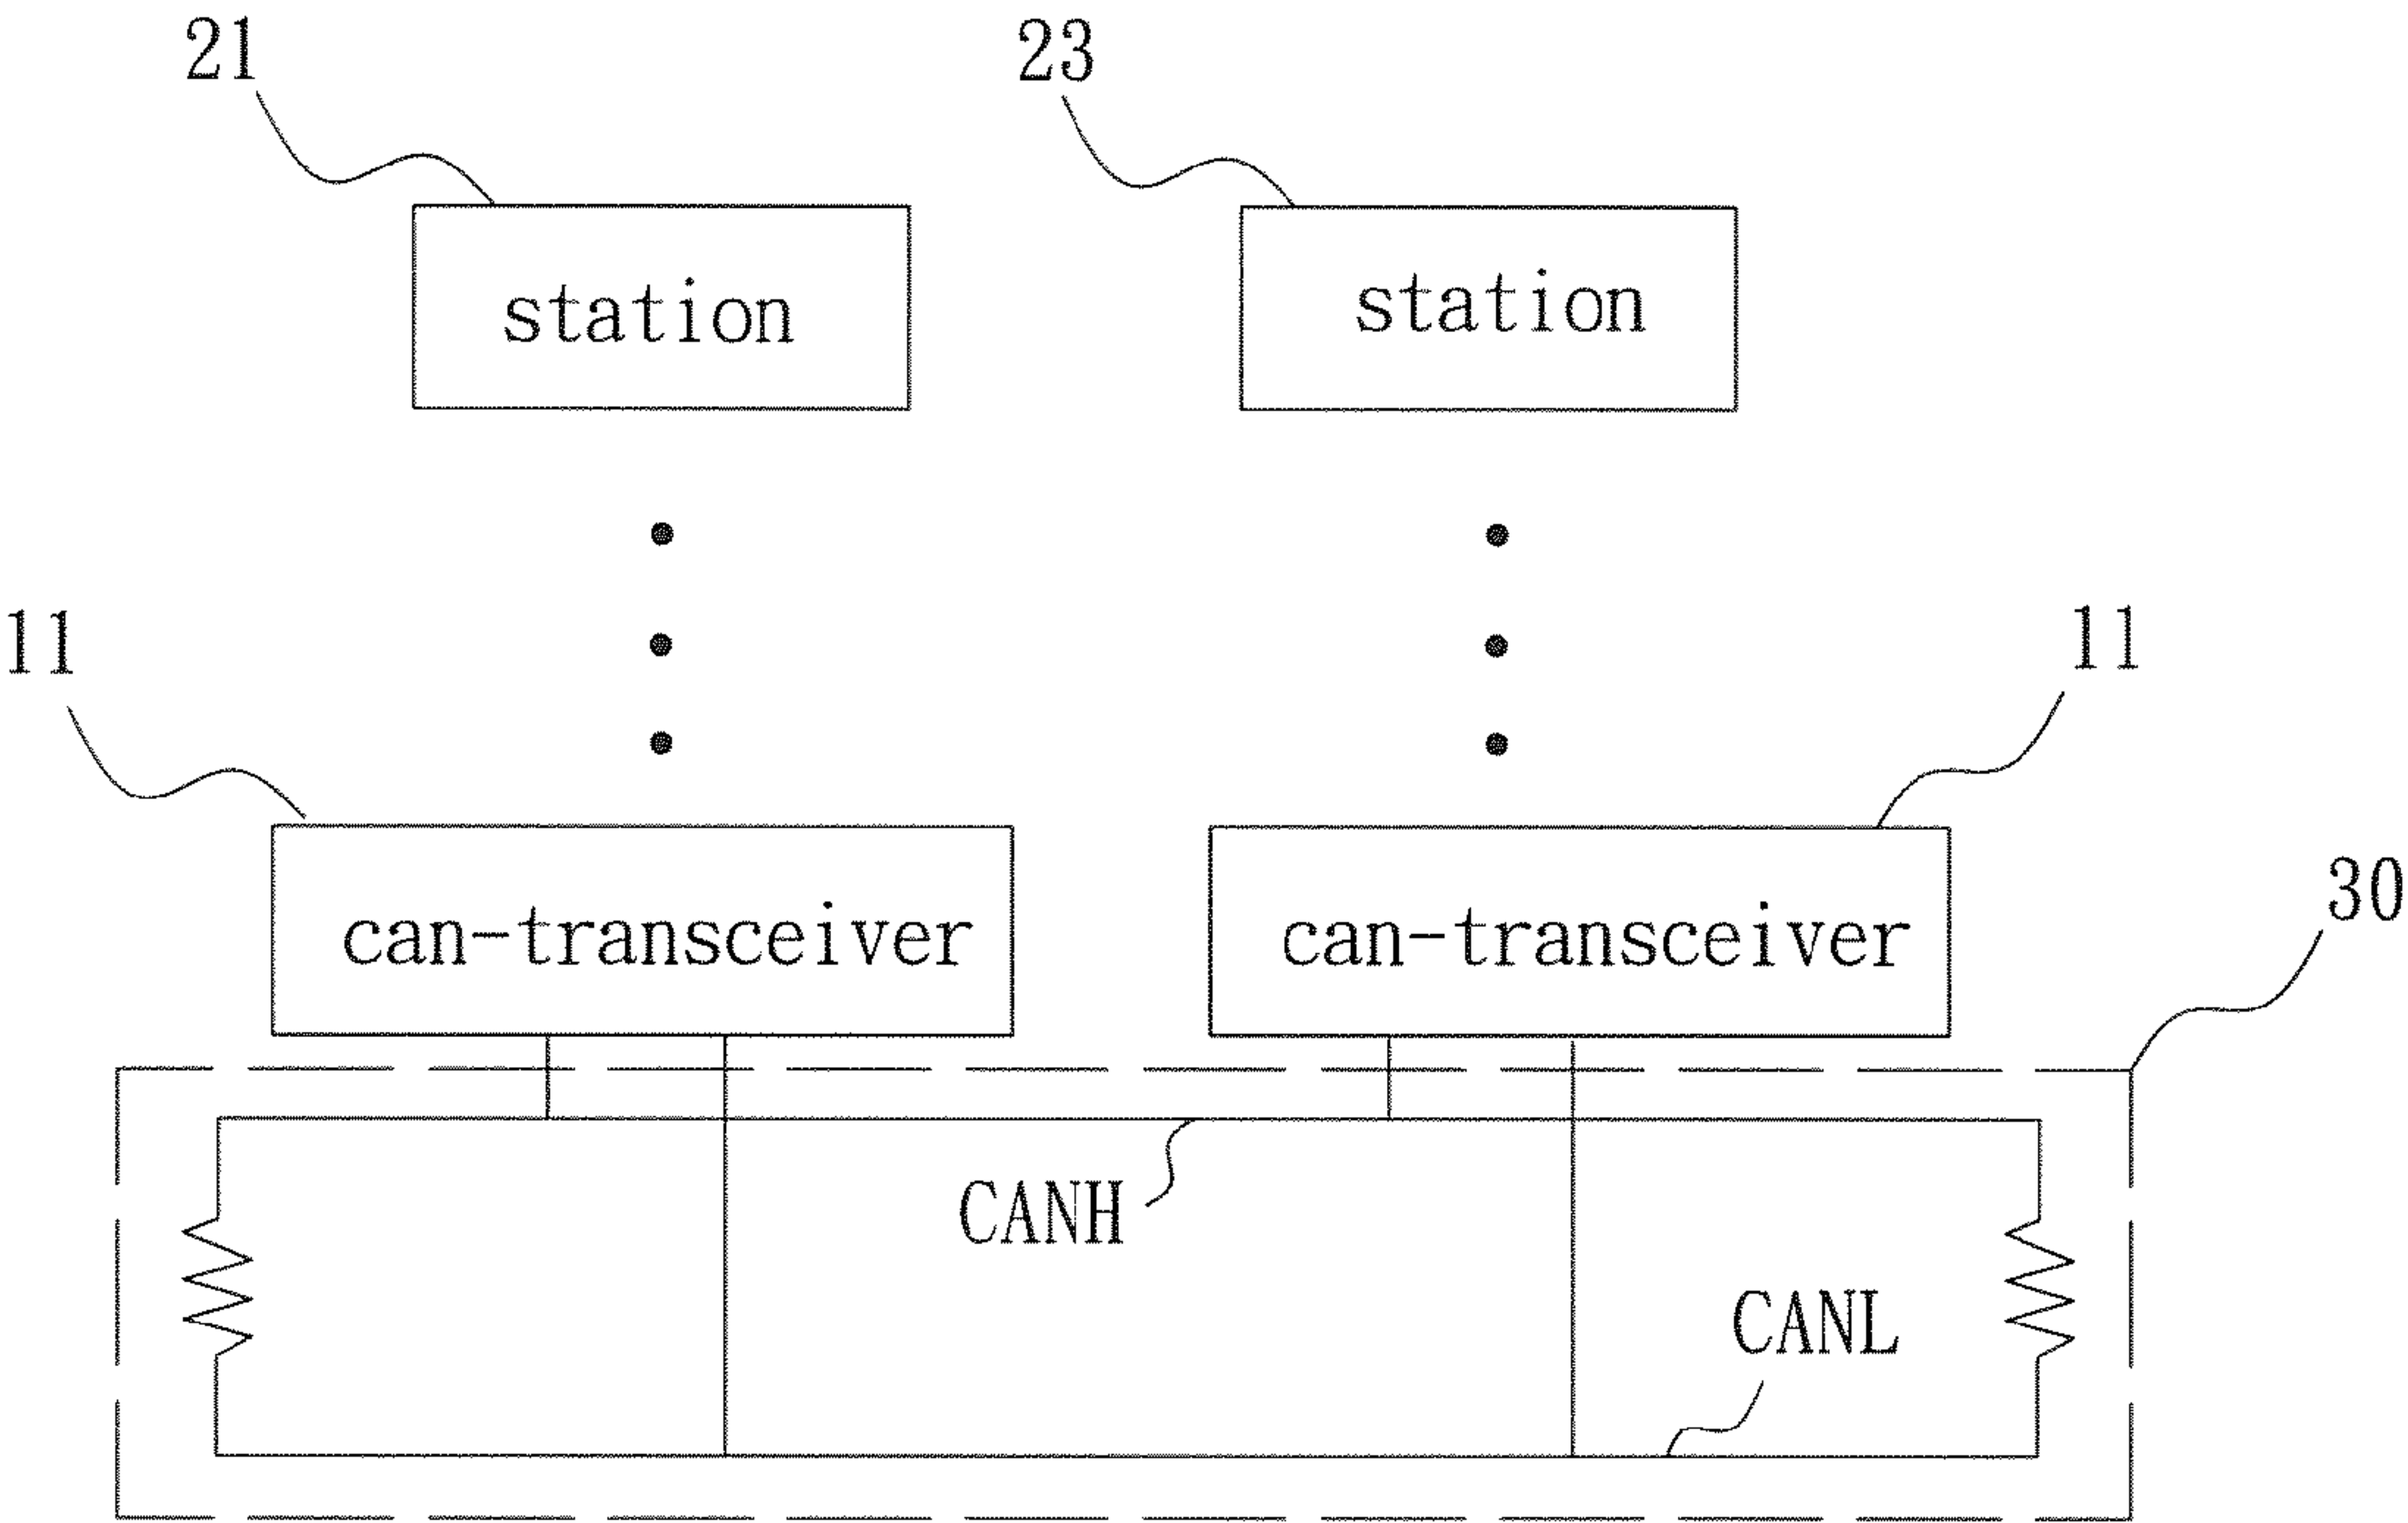 21
23
station
station
11
11
can-transceiver
can-transceiver
30
CANH
CANL